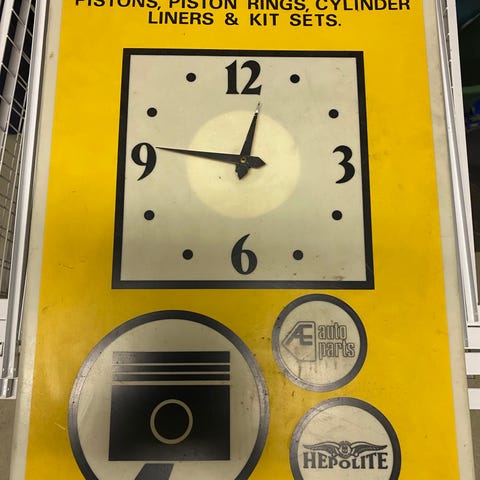 PISTONS, PISTON RINGS, CYLINDER
LINERS & KIT SETS.
12
9
3
6
AE auto
parts
HEPOLITE